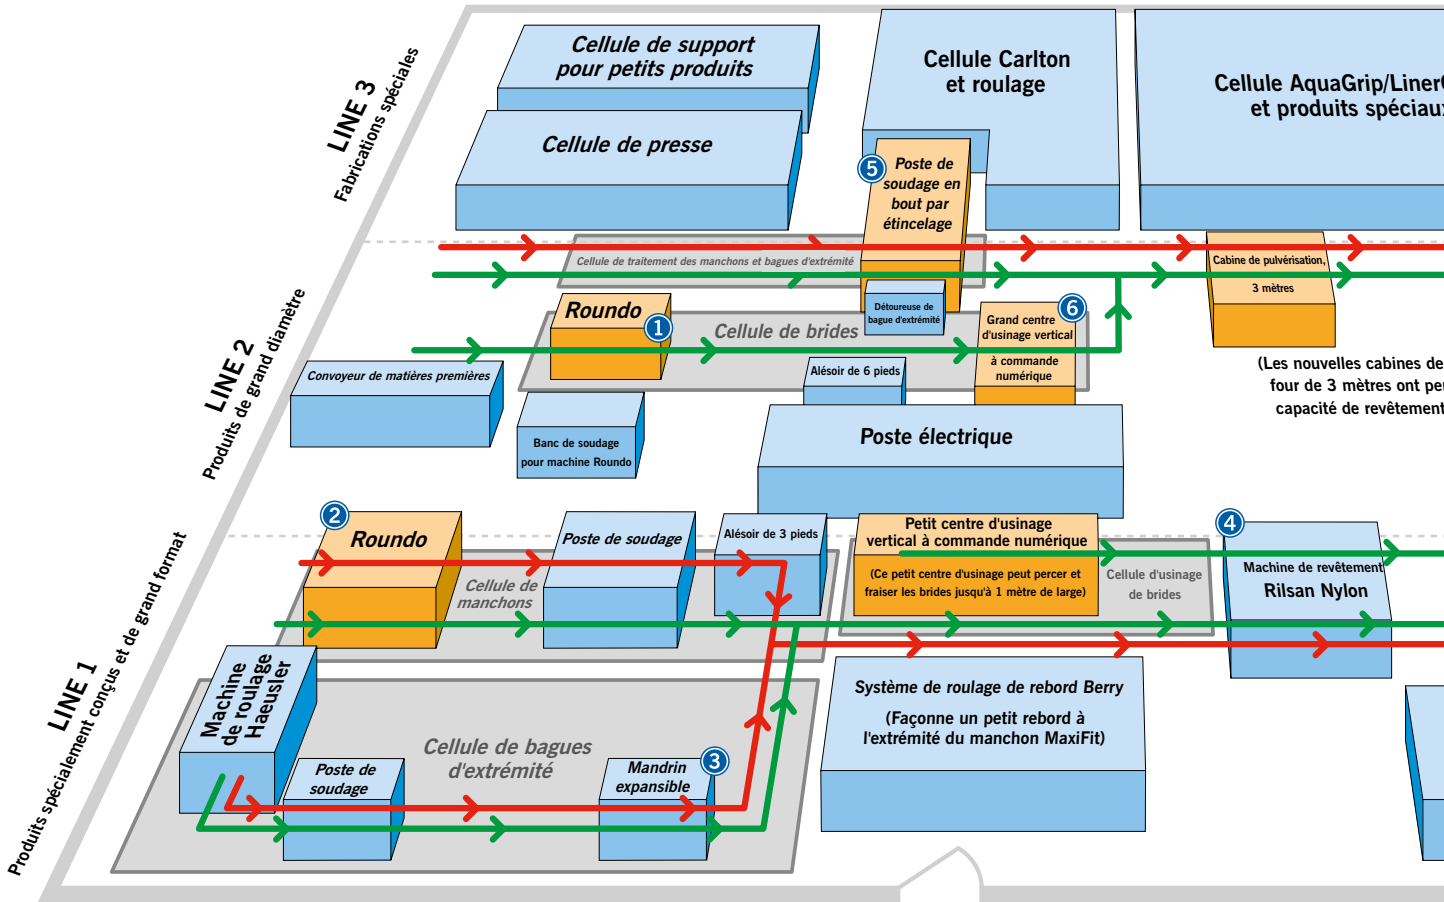 LINE 3
Fabrications spéciales
Cellule de support
pour petits produits
Cellule de presse
Cellule Carlton
et roulage
Cellule AquaGrip/Liner
et produits spéciaux
5
Poste de
soudage en
bout par
étincelage
Cellule de traitement des manchons et bagues d'extrémité
Cabine de pulvérisation,
3 mètres
LINE 2
Produits de grand diamètre
Roundo
1
Cellule de brides
Détoureuse de
bague d'extrémité
6
Grand centre
d'usinage vertical
à commande
numérique
Convoyeur de matières premières
Alésoir de 6 pieds
(Les nouvelles cabines de
four de 3 mètres ont
capacité de revêtement
Banc de soudage
pour machine Roundo
Poste électrique
LINE 1
Produits spécialement conçus et de grand format
2
Roundo
Poste de soudage
Alésoir de 3 pieds
Cellule de
manchons
Petit centre d'usinage
vertical à commande numérique
(Ce petit centre d'usinage peut percer et
fraiser les brides jusqu'à 1 mètre de large)
Cellule d'usinage
de brides
4
Machine de revêtement
Rilsan Nylon
Machine
de roulage
Haeusler
Cellule de bagues
d'extrémité
Poste de
soudage
Mandrin
expansible
3
Système de roulage de rebord Berry
(Façonne un petit rebord à
l'extrémité du manchon MaxiFit)